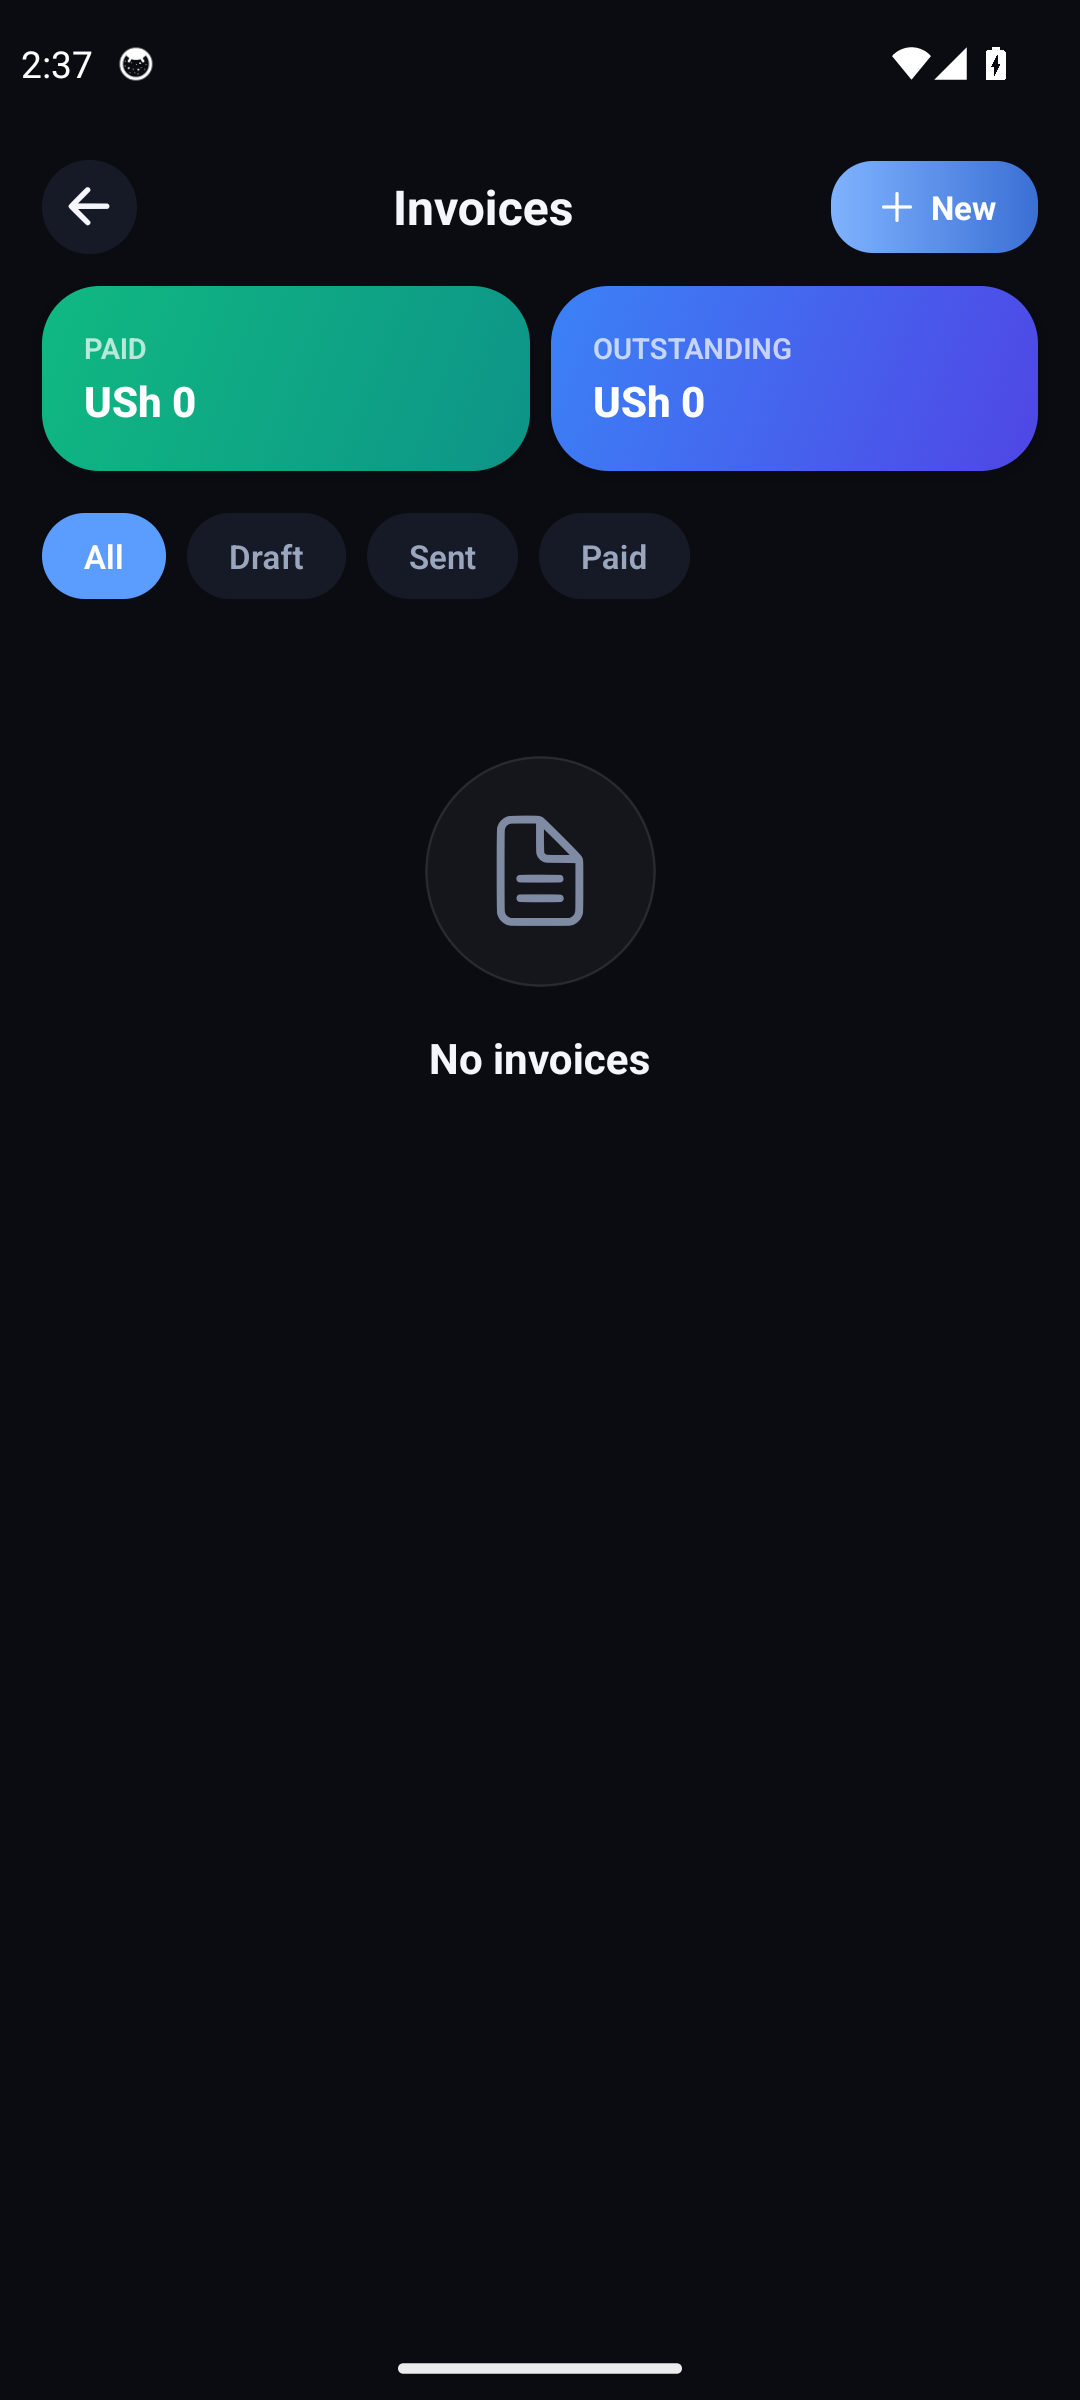 2:37
Invoices
New
PAID
USh 0
OUTSTANDING
USh 0
All
Draft
Sent
Paid
No invoices